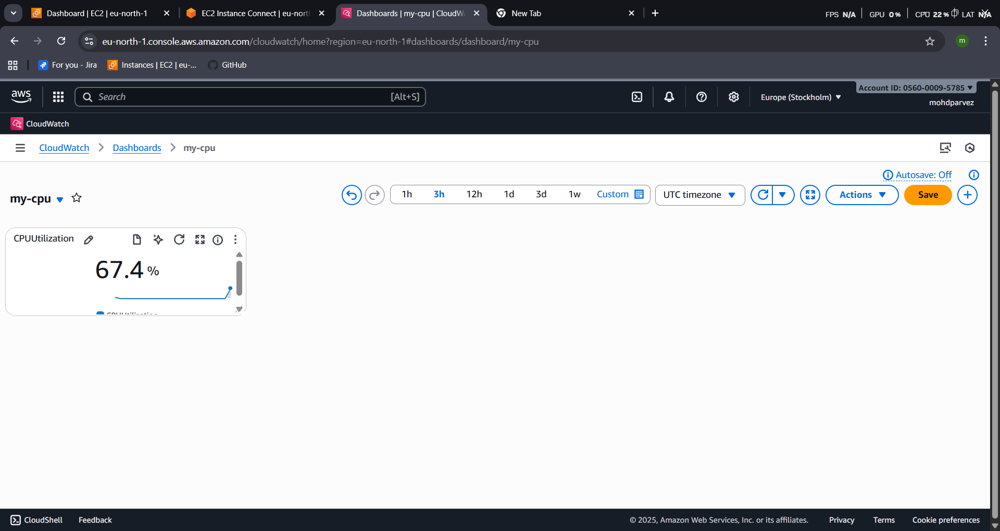 Dashboard | EC2 | eu-north-1
EC2 Instance Connect | eu-nort
Dashboards | my-cpu | CloudW
New Tab
FPS N/A GPU 0% CPU 22% LAT N/A
eu-north-1.console.aws.amazon.com/cloudwatch/home?region=eu-north-1#dashboards/dashboard/my-cpu
m
For you - Jira
Instances | EC2 | eu-...
GitHub
aws
Search
[Alt+S]
Europe (Stockholm)
Account ID: 0560-0009-5785
mohdparvez
CloudWatch
CloudWatch
Dashboards
my-cpu
Autosave: Off
my-cpu
1h
3h
12h
1d
3d
1w
Custom
UTC timezone
Actions
Save
CPUUtilization
67.4 %
CPUUtilization
CloudShell
Feedback
© 2025, Amazon Web Services, Inc. or its affiliates.
Privacy
Terms
Cookie preferences